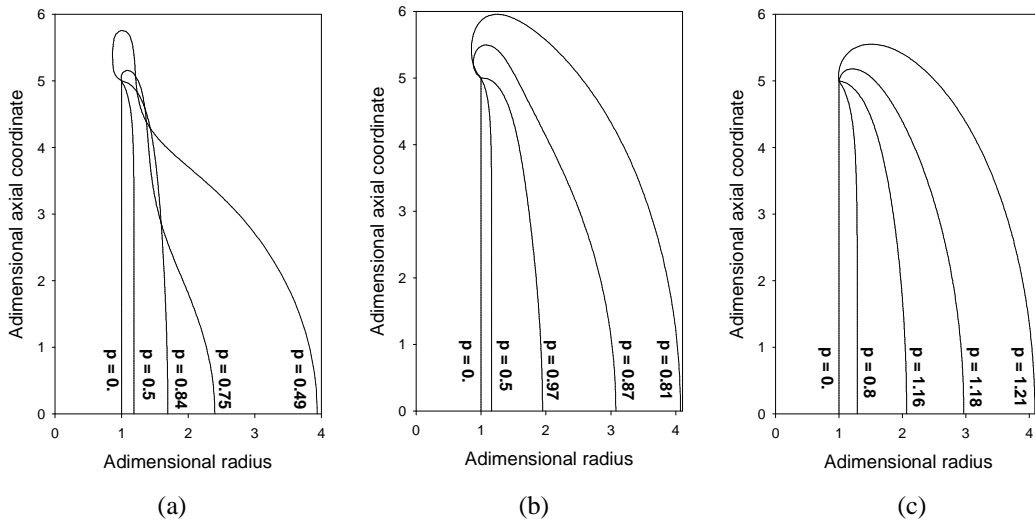 6
5
4
3
2
1
0
0
1
2
3
4
Adimensional axial coordinate
Adimensional radius
p = 0.
p = 0.5
p = 0.84
p = 0.75
p = 0.49
(a)
6
5
4
3
2
1
0
0
1
2
3
4
Adimensional axial coordinate
Adimensional radius
p = 0.
p = 0.5
p = 0.97
p = 0.87
p = 0.81
(b)
6
5
4
3
2
1
0
0
1
2
3
4
Adimensional axial coordinate
Adimensional radius
p = 0.
p = 0.8
p = 1.16
p = 1.18
p = 1.21
(c)